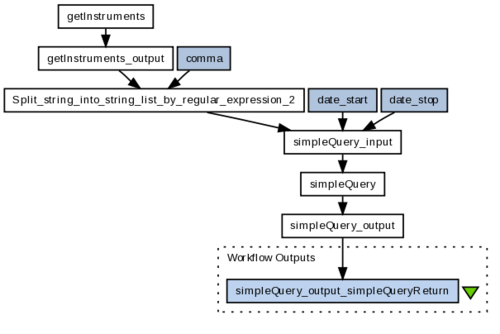 getInstruments
getInstruments_output
comma
Split_string_into_string_list_by_regular_expression_2
date_start
date_stop
simpleQuery_input
simpleQuery
simpleQuery_output
Workflow Outputs
simpleQuery_output_simpleQueryReturn